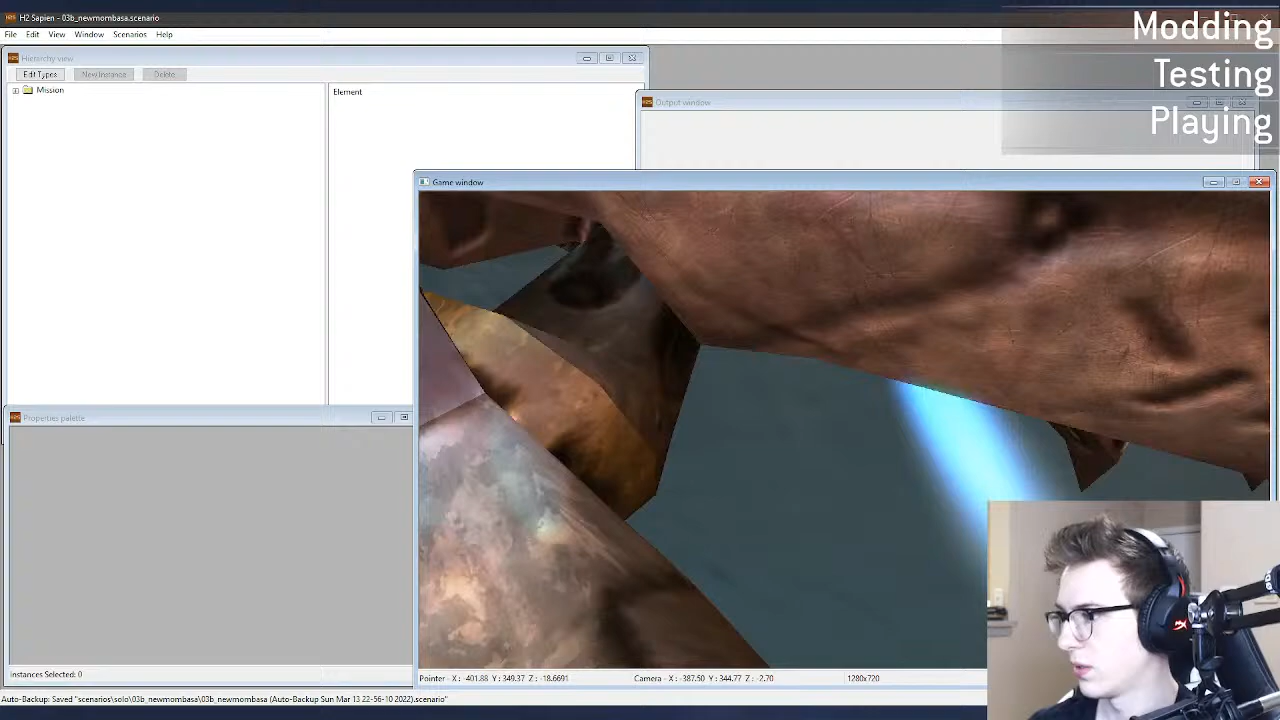 H2 Sapien - 03b_newmombasa.scenario
Modding
Testing
Playing
File Edit View Window Scenarios Help
Hierarchy view
Edit Types New Instance Delete
Mission
Element
Output window
Game window
Properties palette
Instances Selected: 0
Pointer - X : -401.88 Y : 349.37 Z : -18.6691
Camera - X : -387.50 Y : 344.77 Z : -2.70
1280x720
Auto-Backup: Saved "scenarios\solo\03b_newmombasa\03b_newmombasa (Auto-Backup Sun Mar 13 22-56-10 2022).scenario"